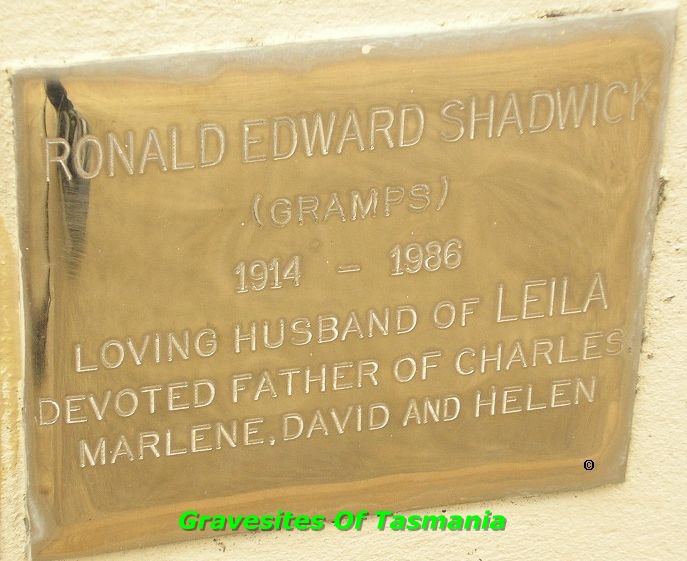 RONALD EDWARD SHADWICK
(GRAMPS)
1914 - 1986
LOVING HUSBAND OF LEILA
DEVOTED FATHER OF CHARLES
MARLENE, DAVID AND HELEN
©
Gravesites Of Tasmania